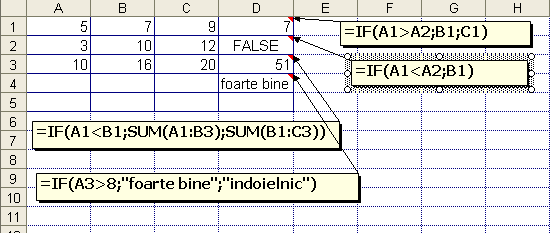 A B C D E F G H
1 5 7 9 7 =IF(A1>A2;B1;C1)
2 3 10 12 FALSE
3 10 16 20 51 =IF(A1<A2;B1)
4 foarte bine
5
6
7 =IF(A1<B1;SUM(A1:B3);SUM(B1:C3))
8
9 =IF(A3>8;"foarte bine";"indoielnic")
10
11
12